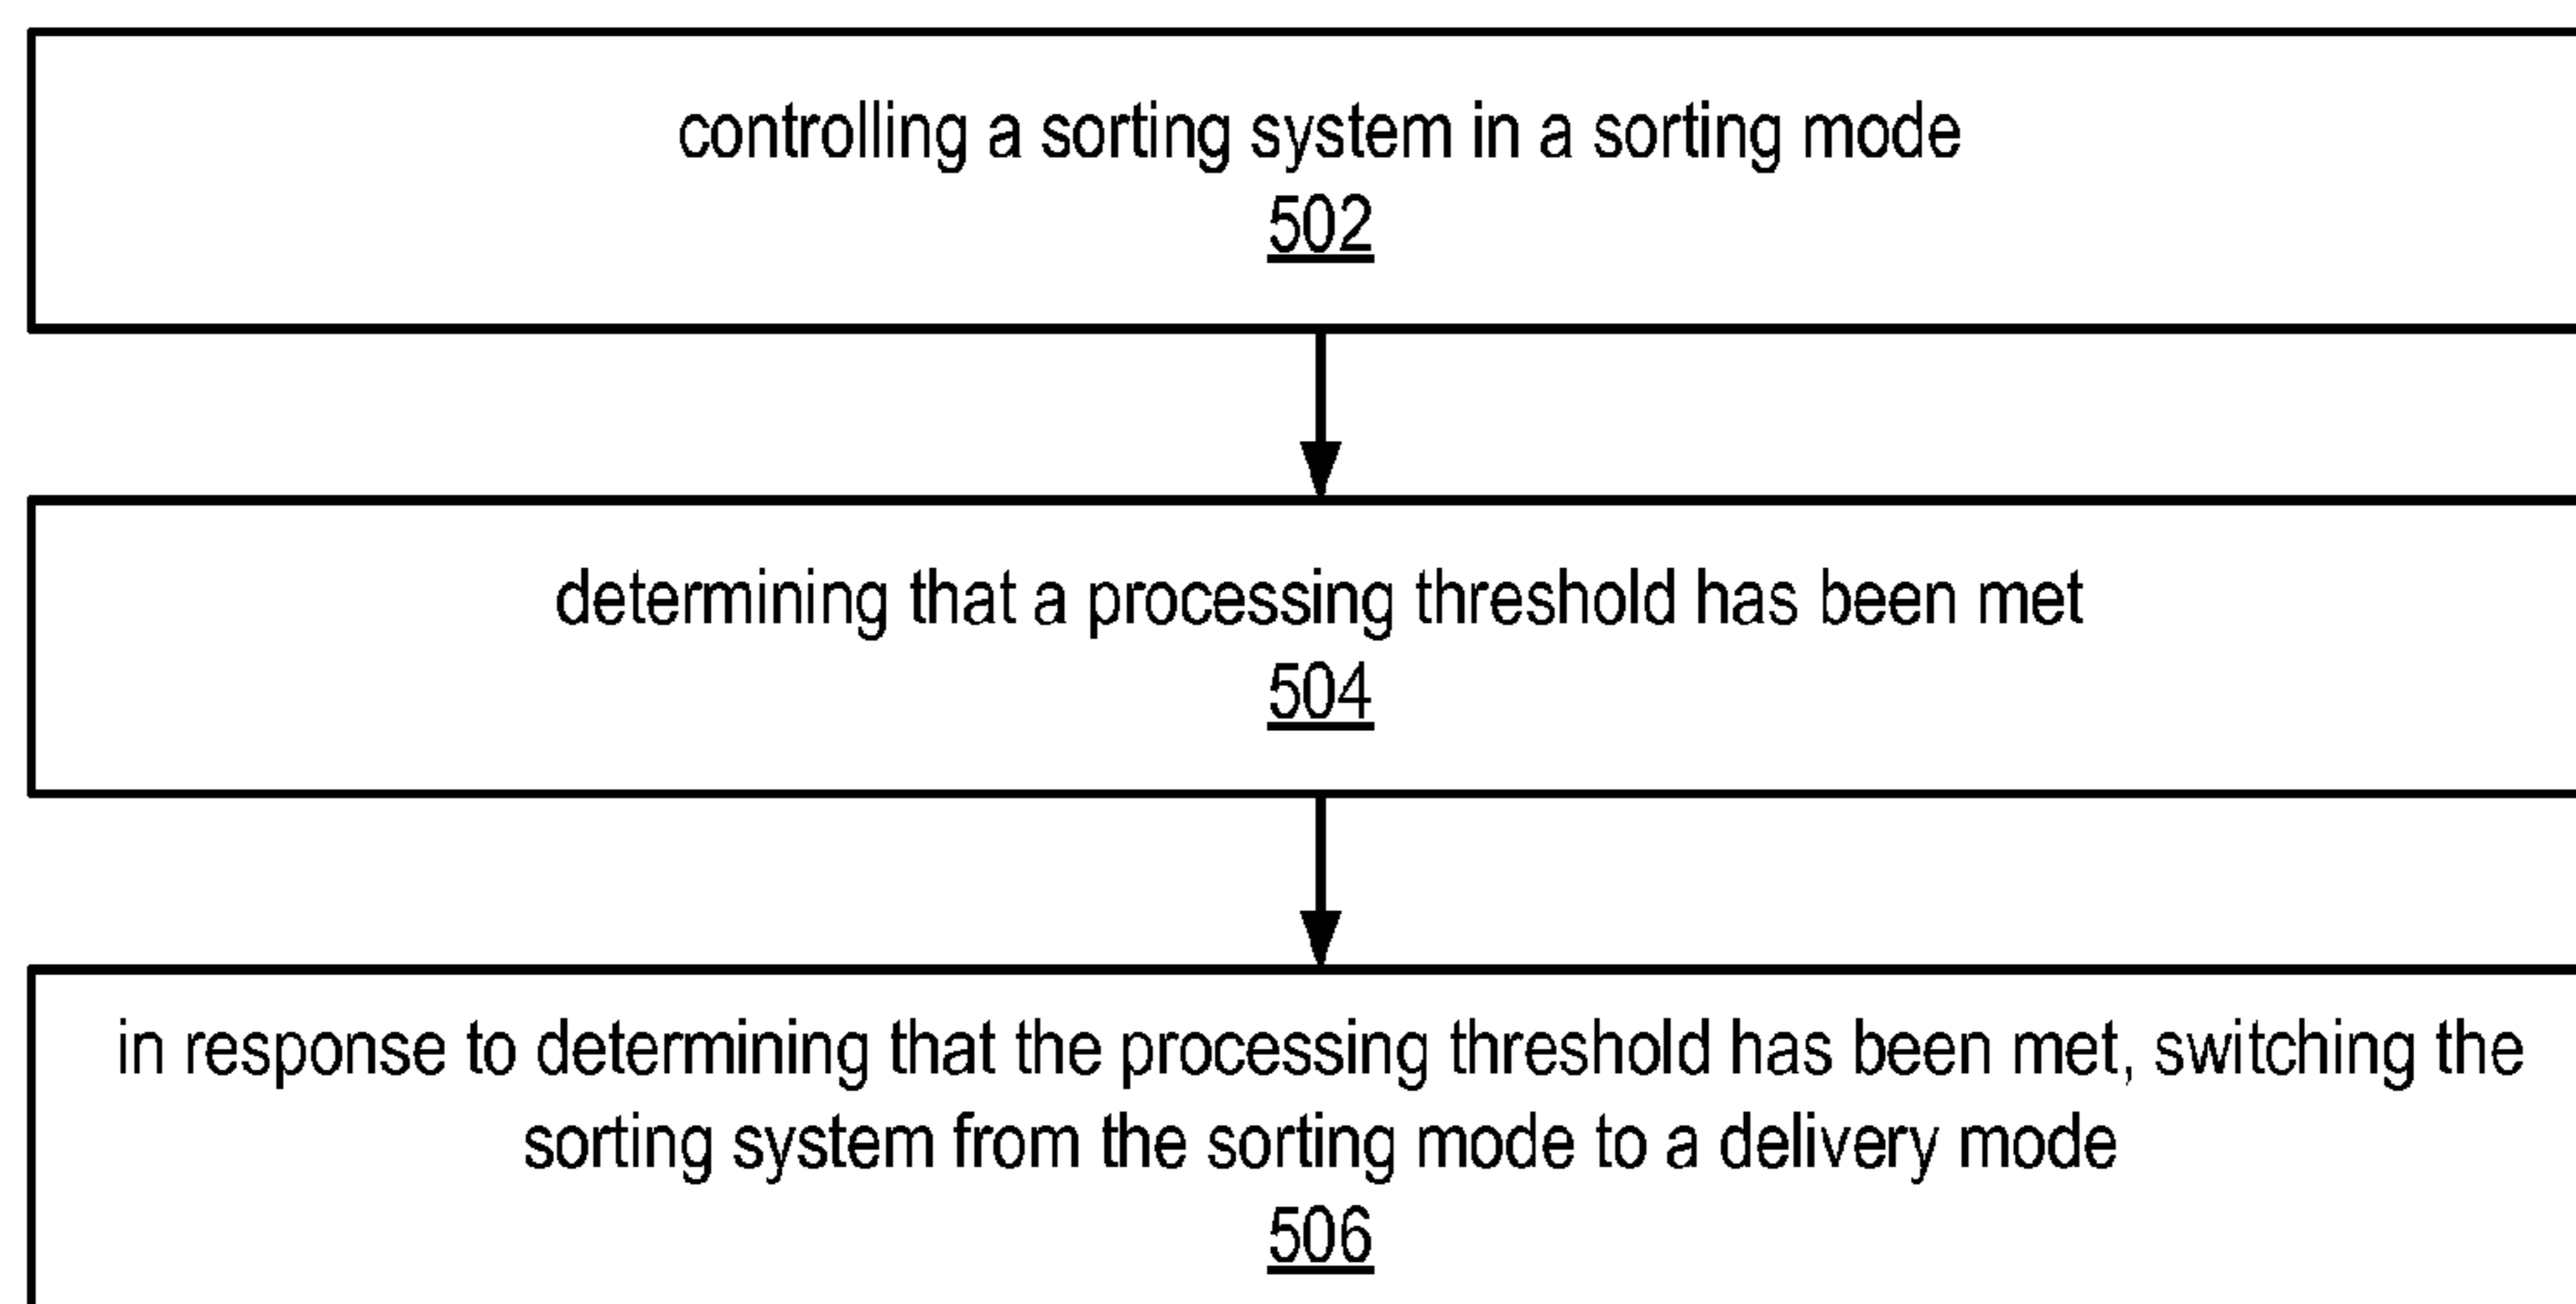 controlling a sorting system in a sorting mode
502
determining that a processing threshold has been met
504
in response to determining that the processing threshold has been met, switching the
sorting system from the sorting mode to a delivery mode
506